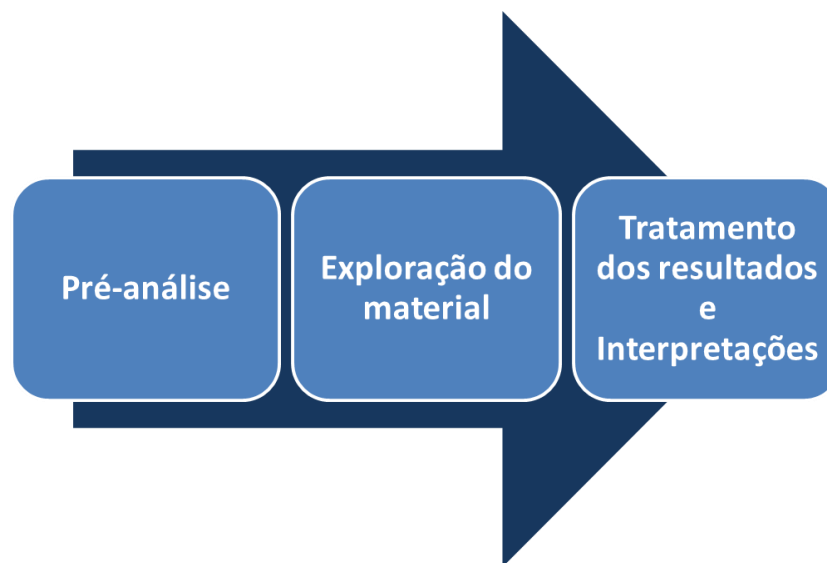 Pré-análise
Exploração do
material
Tratamento
dos resultados
e
Interpretações